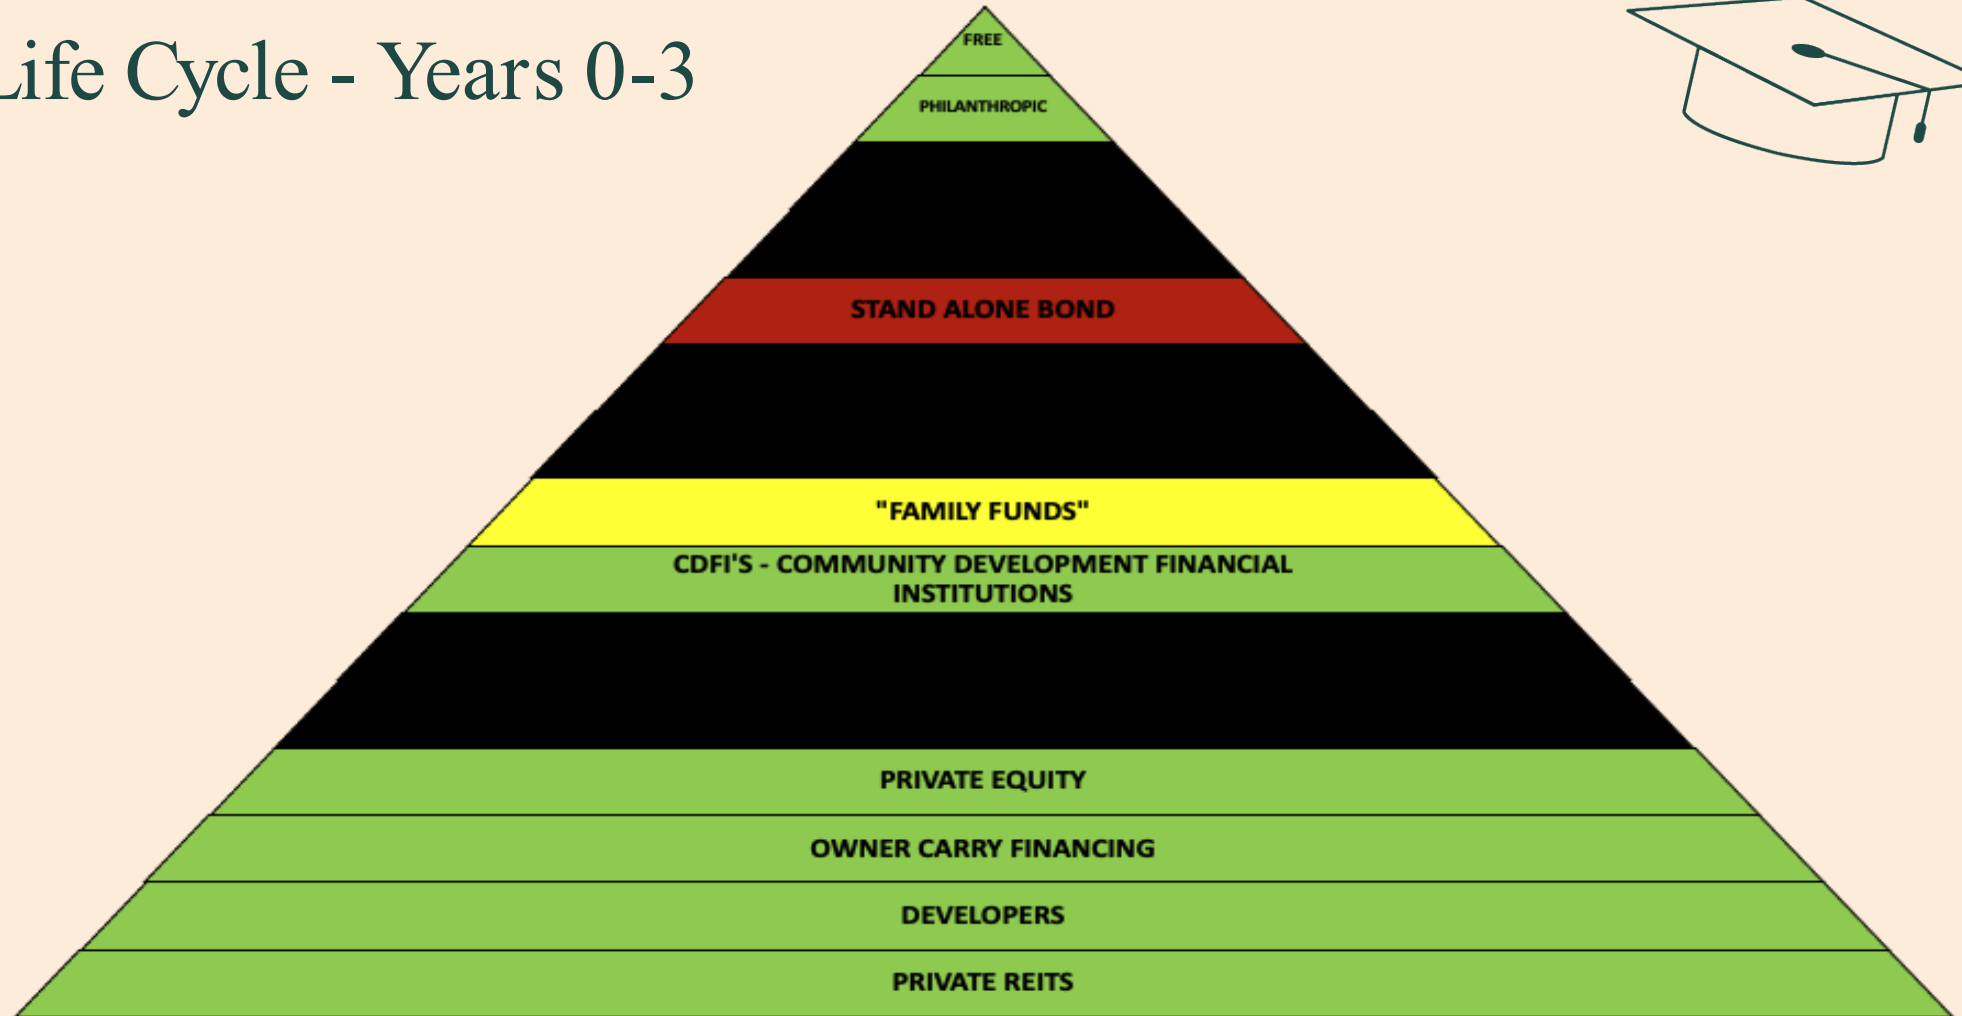 Life Cycle - Years 0-3
FREE
PHILANTHROPIC
STAND ALONE BOND
"FAMILY FUNDS"
CDFI'S - COMMUNITY DEVELOPMENT FINANCIAL
INSTITUTIONS
PRIVATE EQUITY
OWNER CARRY FINANCING
DEVELOPERS
PRIVATE REITS